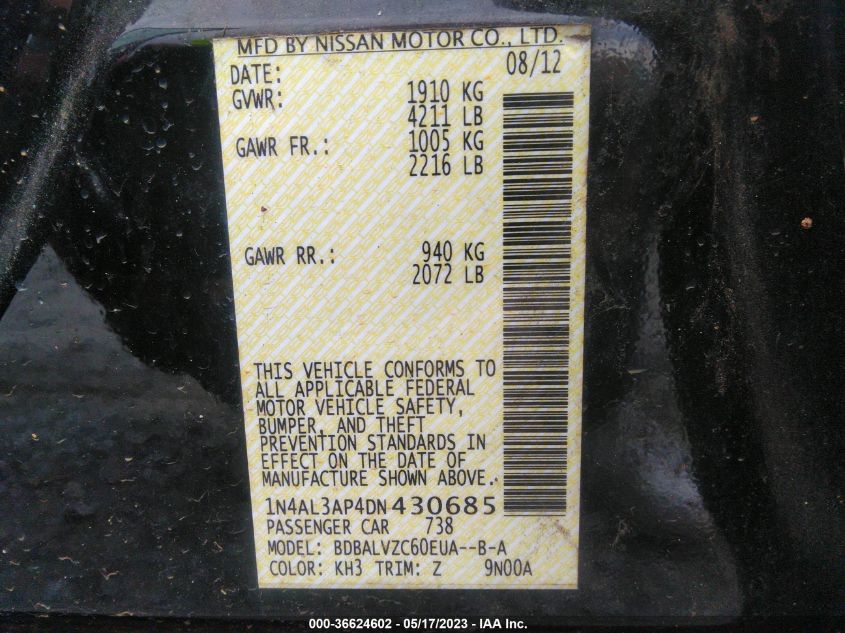 MFD BY NISSAN MOTOR CO., LTD.
DATE: 08/12
GVWR: 1910 KG
4211 LB
GAWR FR.: 1005 KG
2216 LB
GAWR RR.: 940 KG
2072 LB
THIS VEHICLE CONFORMS TO
ALL APPLICABLE FEDERAL
MOTOR VEHICLE SAFETY,
BUMPER, AND THEFT
PREVENTION STANDARDS IN
EFFECT ON THE DATE OF
MANUFACTURE SHOWN ABOVE.
1N4AL3AP4DN430685
PASSENGER CAR 738
MODEL: BDBALVZC60EUA--B-A
COLOR: KH3 TRIM: Z 9N00A
000-36624602 - 05/17/2023 - IAA Inc.